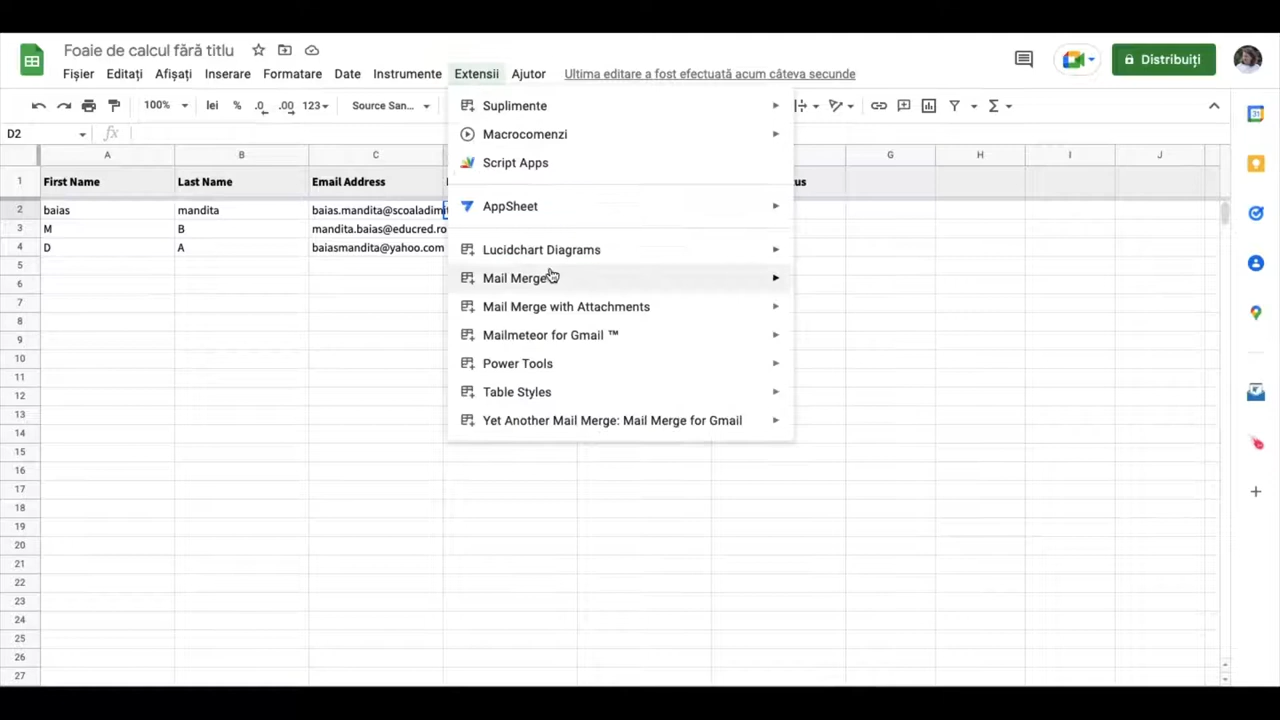 Foaie de calcul fără titlu
Distribuiți
Fișier Editați Afișați Inserare Formatare Date Instrumente Extensii Ajutor Ultima editare a fost efectuată acum câteva secunde
100% lei % .0 .00 123 Source San...
D2 fx
Suplimente
Macrocomenzi
Script Apps
AppSheet
Lucidchart Diagrams
Mail Merge
Mail Merge with Attachments
Mailmeteor for Gmail ™
Power Tools
Table Styles
Yet Another Mail Merge: Mail Merge for Gmail
A B C G H I J
1 First Name Last Name Email Address
2 baias mandita baias.mandita@scoaladimit
3 M B mandita.baias@educred.ro
4 D A baiasmandita@yahoo.com
5
6
7
8
9
10
11
12
13
14
15
16
17
18
19
20
21
22
23
24
25
26
27
31